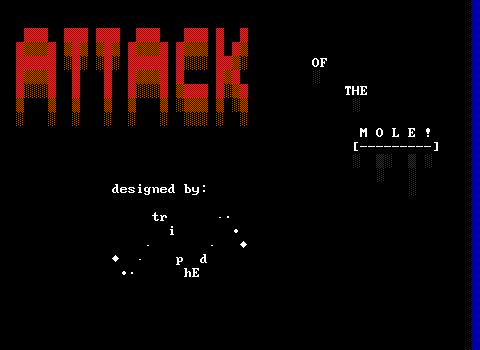 ATTACK
OF
THE
M O L E !
[---------]
designed by:
tr
i
p d
hE